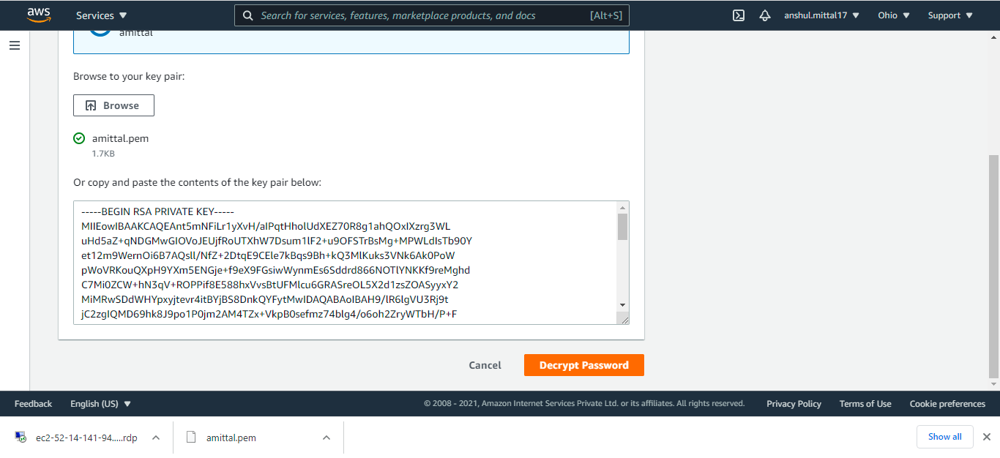 aws Services Search for services, features, marketplace products, and docs [Alt+S] anshul.mittal17 Ohio Support
amittal
Browse to your key pair:
Browse
amittal.pem
1.7KB
Or copy and paste the contents of the key pair below:
-----BEGIN RSA PRIVATE KEY-----
MIIEowIBAAKCAQEAnt5mNFiLr1yXvH/aIPqtHholUdXEZ70R8g1ahQOxIXzrg3WL
uHd5aZ+qNDGMwGIOVoJEUjfRoUTXhW7Dsum1lF2+u9OFSTrBsMg+MPWLdIsTb90Y
et12m9WernOi6B7AQsll/NfZ+2DtqE9CEle7kBqs9Bh+kQ3MlKuks3VNk6Ak0PoW
pWoVRKouQXpH9YXm5ENGje+f9eX9FGsiwWynmEs6Sddrd866NOTlYNKKf9reMghd
C7Mi0ZCW+hN3qV+ROPPif8E588hxVvsBtUFMlcu6GRASreOL5X2d1zsZOASyyxY2
MiMRwSDdWHYpxyjtevr4itBYjBS8DnkQYFytMwIDAQABAoIBAH9/lR6lgVU3Rj9t
jC2zgIQMD69hk8J9po1P0jm2AM4TZx+VkpB0sefmz74blg4/o6oh2ZryWTbH/P+F
Cancel Decrypt Password
Feedback English (US) © 2008 - 2021, Amazon Internet Services Private Ltd. or its affiliates. All rights reserved. Privacy Policy Terms of Use Cookie preferences
ec2-52-14-141-94.....rdp amittal.pem Show all